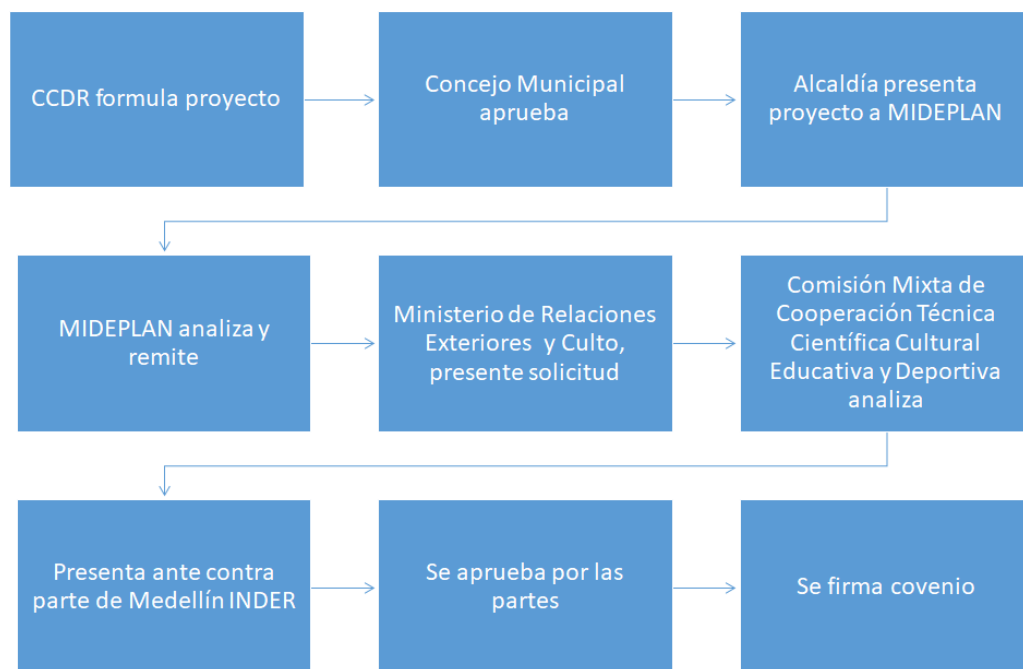 CCDR formula proyecto
Concejo Municipal
aprueba
Alcaldía presenta
proyecto a MIDEPLAN
MIDEPLAN analiza y
remite
Ministerio de Relaciones
Exteriores y Culto,
presente solicitud
Comisión Mixta de
Cooperación Técnica
Científica Cultural
Educativa y Deportiva
analiza
Presenta ante contra
parte de Medellín INDER
Se aprueba por las
partes
Se firma covenio